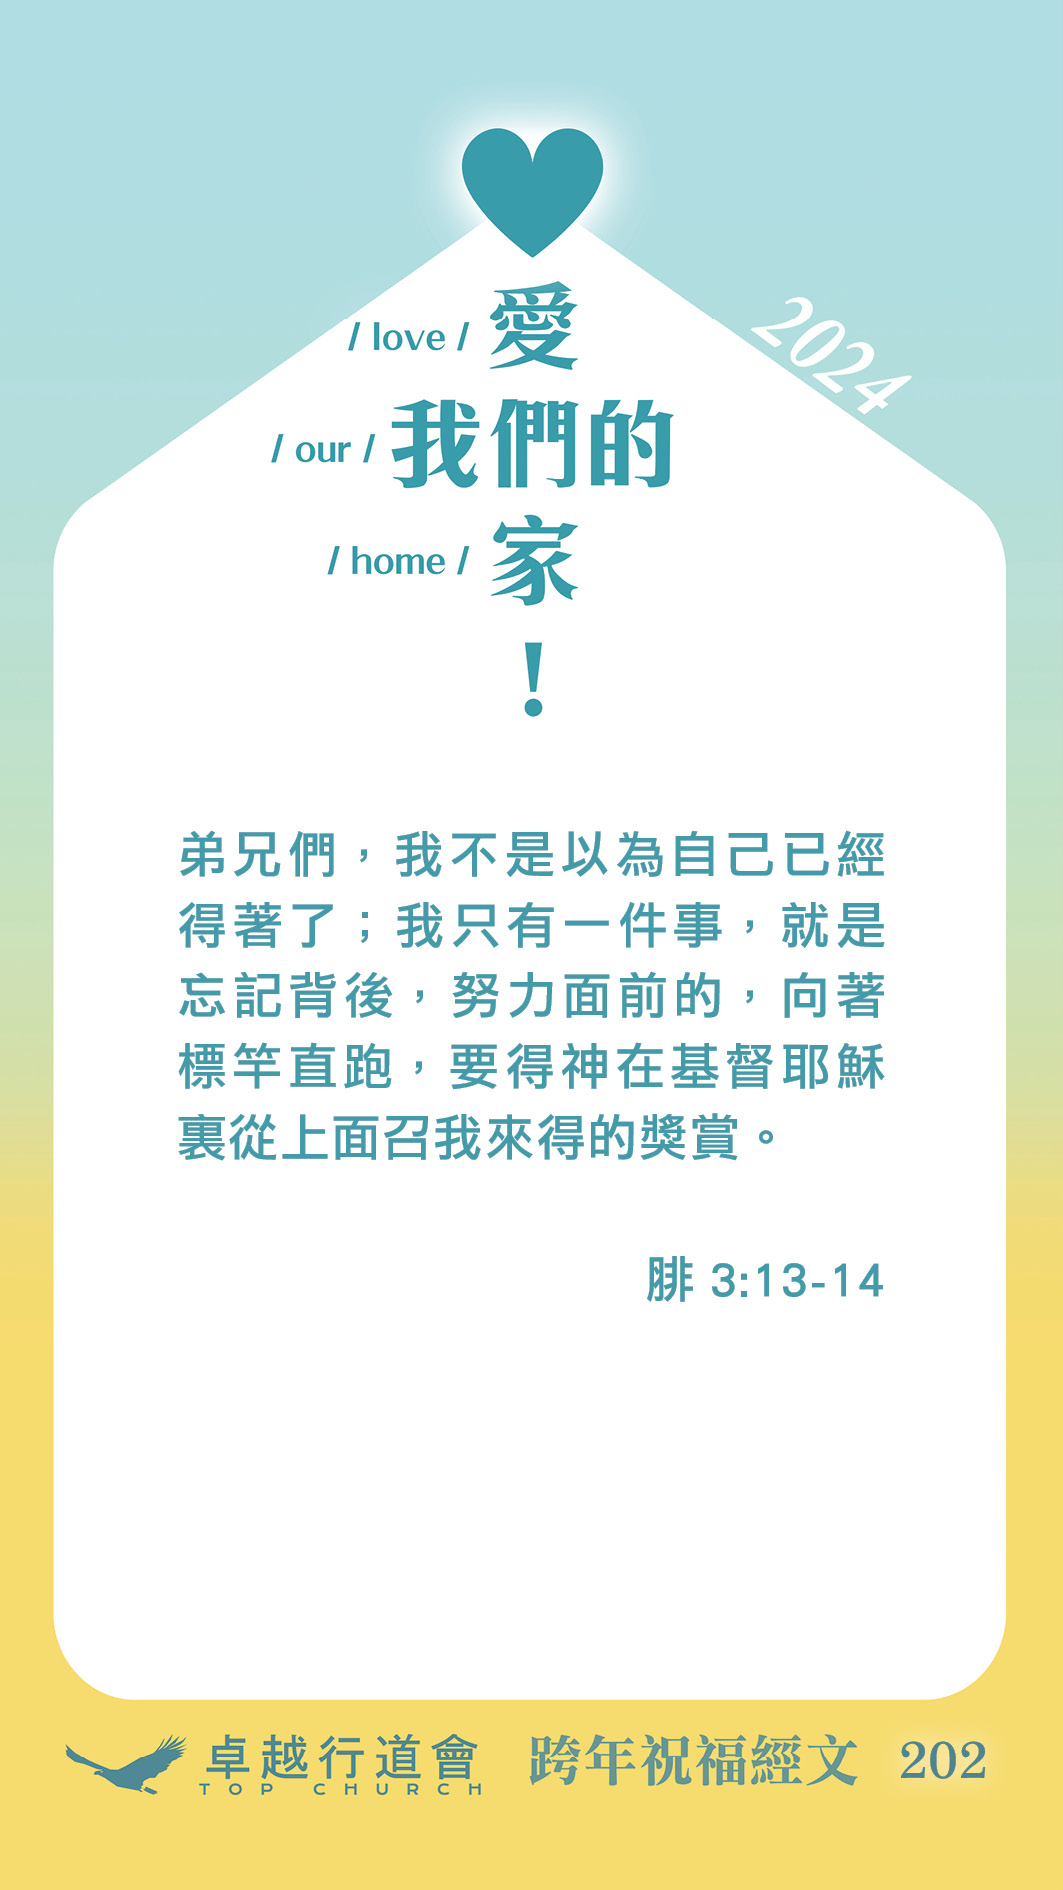 / love / 愛
2024
/ our / 我們的
/ home / 家
!
弟兄們，我不是以為自己已經
得著了；我只有一件事，就是
忘記背後，努力面前的，向著
標竿直跑，要得神在基督耶穌
裏從上面召我來得的獎賞。
腓 3:13-14
卓越行道會 跨年祝福經文 202
TOP CHURCH